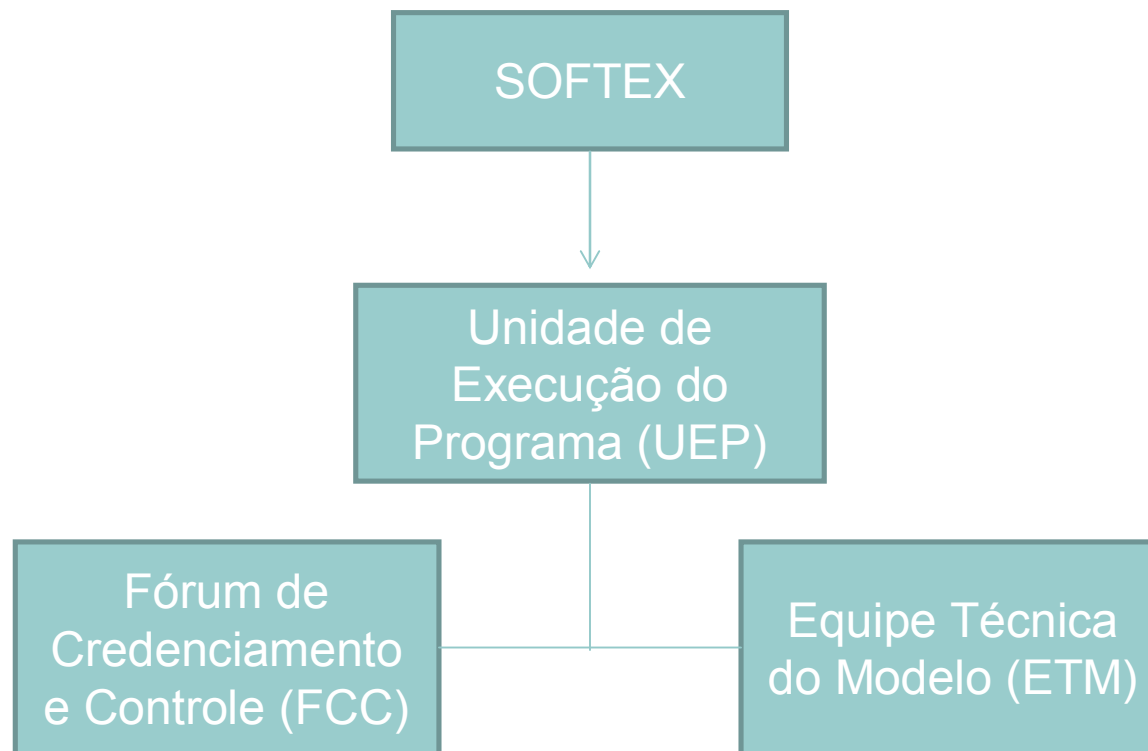 SOFTEX
Unidade de
Execução do
Programa (UEP)
Fórum de
Credenciamento
e Controle (FCC)
Equipe Técnica
do Modelo (ETM)